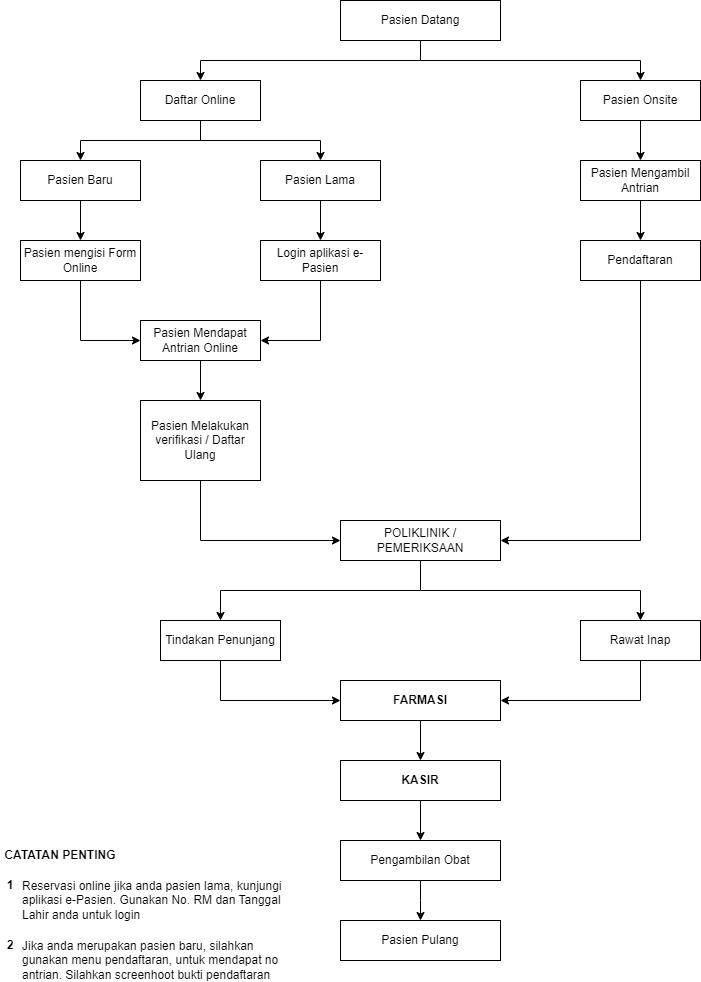 Pasien Datang
Daftar Online
Pasien Onsite
Pasien Baru
Pasien Lama
Pasien Mengambil
Antrian
Pasien mengisi Form
Online
Login aplikasi e-
Pasien
Pendaftaran
Pasien Mendapat
Antrian Online
Pasien Melakukan
verifikasi / Daftar
Ulang
POLIKLINIK /
PEMERIKSAAN
Tindakan Penunjang
Rawat Inap
FARMASI
KASIR
Pengambilan Obat
Pasien Pulang
CATATAN PENTING
1 Reservasi online jika anda pasien lama, kunjungi
aplikasi e-Pasien. Gunakan No. RM dan Tanggal
Lahir anda untuk login
2 Jika anda merupakan pasien baru, silahkan
gunakan menu pendaftaran, untuk mendapat no
antrian. Silahkan screenhoot bukti pendaftaran